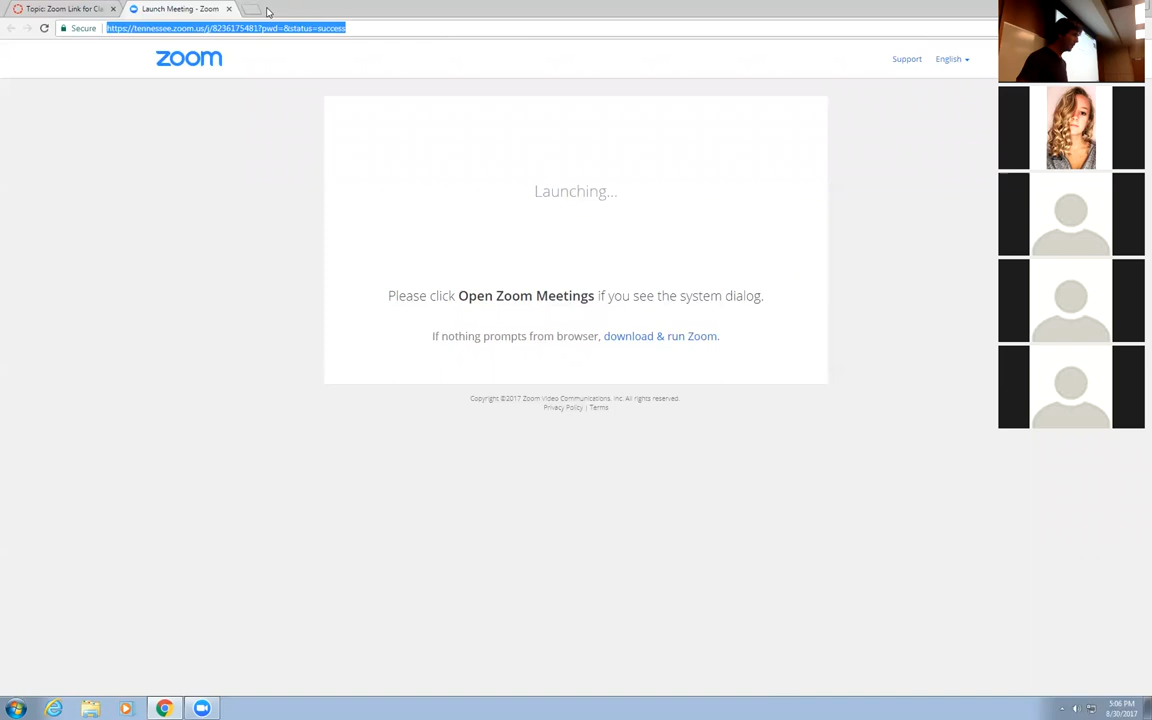 Topic: Zoom Link for Cla
Launch Meeting - Zoom
Secure
https://tennessee.zoom.us/j/8236175481?pwd=&status=success
zoom
Support
English
Launching...
Please click Open Zoom Meetings if you see the system dialog.
If nothing prompts from browser, download & run Zoom.
Copyright ©2017 Zoom Video Communications, Inc. All rights reserved.
Privacy Policy | Terms
5:06 PM
8/30/2017